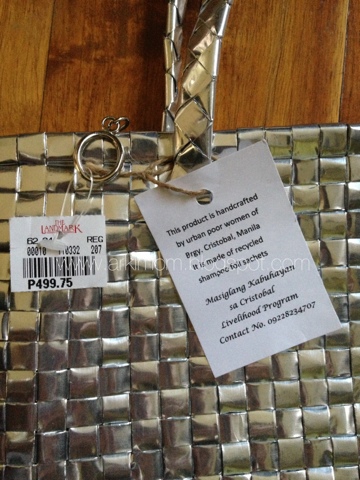 THE
LANDMARK
REG
00010 207
P499.75
This product is handcrafted
by urban poor women of
Brgy. Cristobal, Manila
It is made of recycled
shampoo foil sachets
Masiglang Kabuhayan
sa Cristobal
Livelihood Program
Contact No. 09228234707